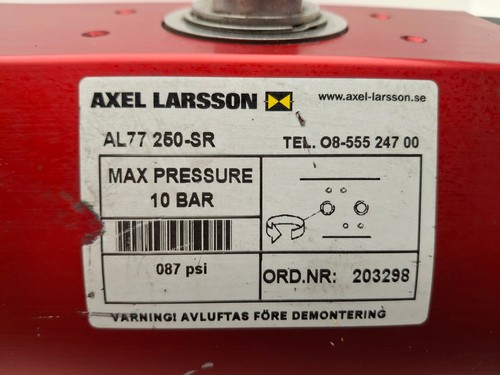 AXEL LARSSON www.axel-larsson.se
AL77 250-SR TEL. 08-555 247 00
MAX PRESSURE
10 BAR
087 psi
ORD.NR: 203298
VARNING! AVLUFTAS FÖRE DEMONTERING